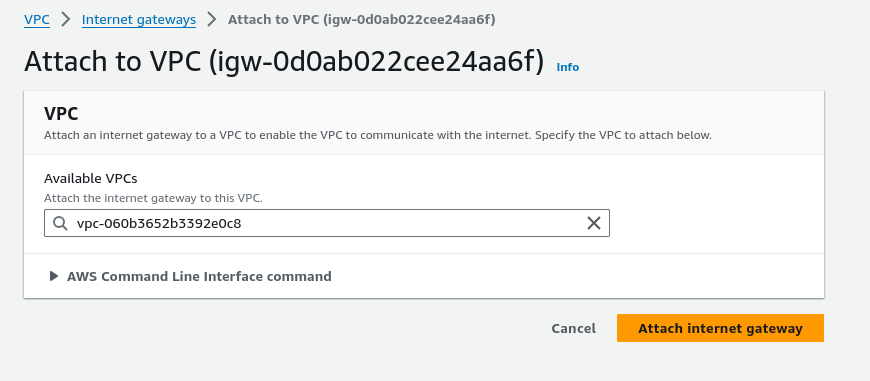 VPC > Internet gateways > Attach to VPC (igw-0d0ab022cee24aa6f)
Attach to VPC (igw-0d0ab022cee24aa6f) Info
VPC
Attach an internet gateway to a VPC to enable the VPC to communicate with the internet. Specify the VPC to attach below.
Available VPCs
Attach the internet gateway to this VPC.
vpc-060b3652b3392e0c8
AWS Command Line Interface command
Cancel Attach internet gateway